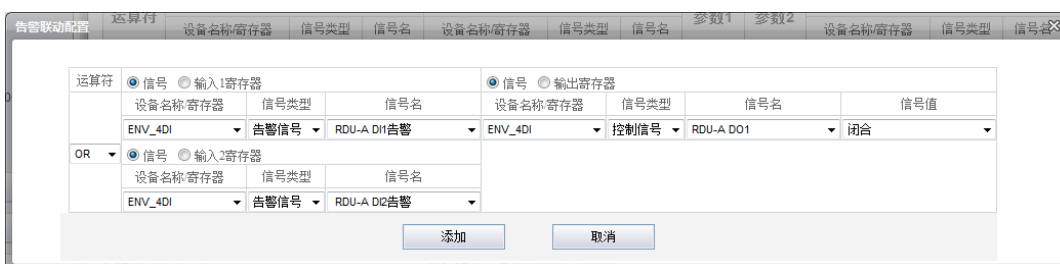 运算符 参数1 参数2
告警联动配置 设备名称/寄存器 信号类型 信号名 设备名称/寄存器 信号类型 信号名 设备名称/寄存器 信号类型 信号名
运算符 信号 输入1寄存器 信号 输出寄存器
设备名称/寄存器 信号类型 信号名 设备名称/寄存器 信号类型 信号名 信号值
ENV_4DI 告警信号 RDU-A DI1告警 ENV_4DI 控制信号 RDU-A DO1 闭合
OR 信号 输入2寄存器
设备名称/寄存器 信号类型 信号名
ENV_4DI 告警信号 RDU-A DI2告警
添加 取消